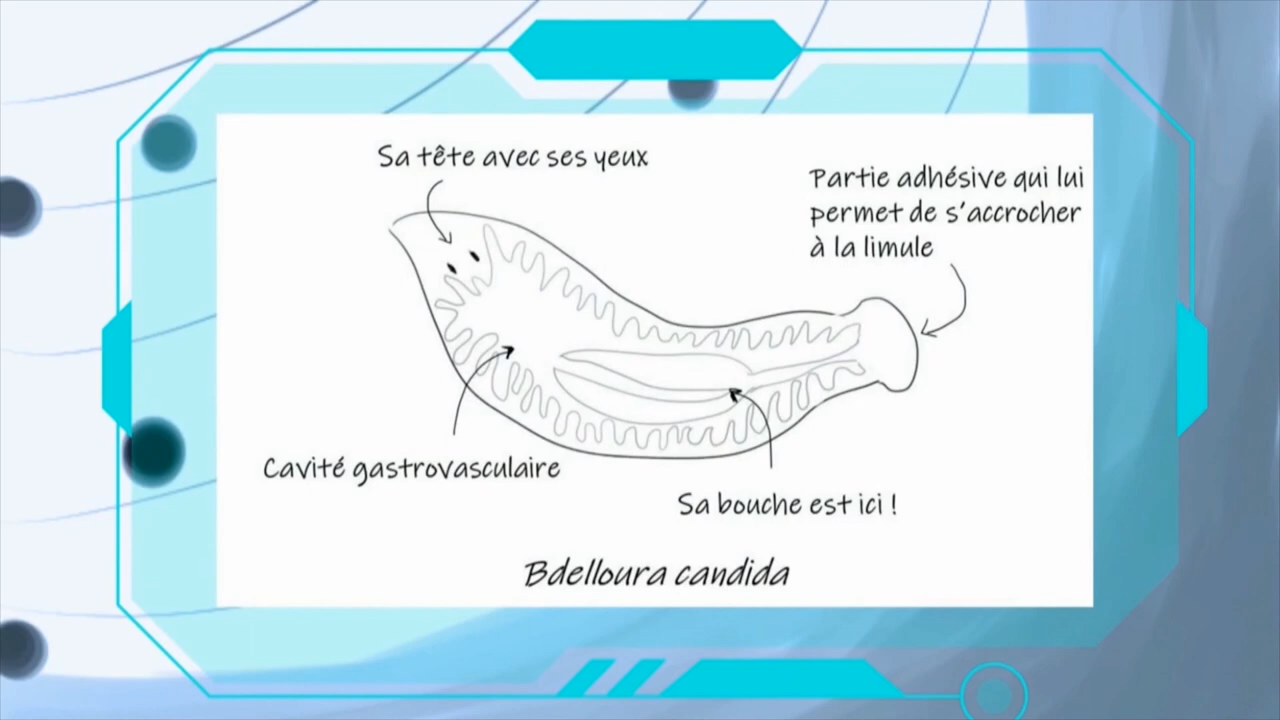 Sa tête avec ses yeux
Partie adhésive qui lui
permet de s'accrocher
à la limule
Cavité gastrovasculaire
Sa bouche est ici !
Bdelloura candida